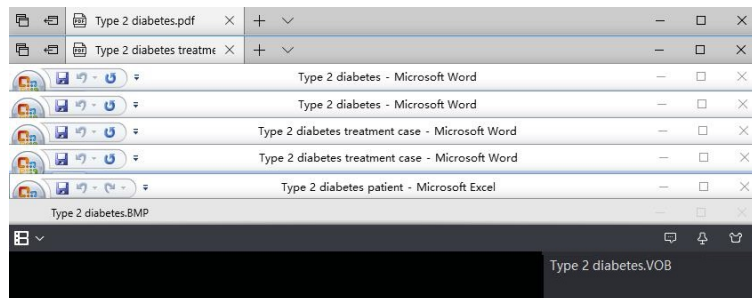 Type 2 diabetes.pdf
Type 2 diabetes treatme
Type 2 diabetes - Microsoft Word
Type 2 diabetes - Microsoft Word
Type 2 diabetes treatment case - Microsoft Word
Type 2 diabetes treatment case - Microsoft Word
Type 2 diabetes patient - Microsoft Excel
Type 2 diabetes.BMP
Type 2 diabetes.VOB